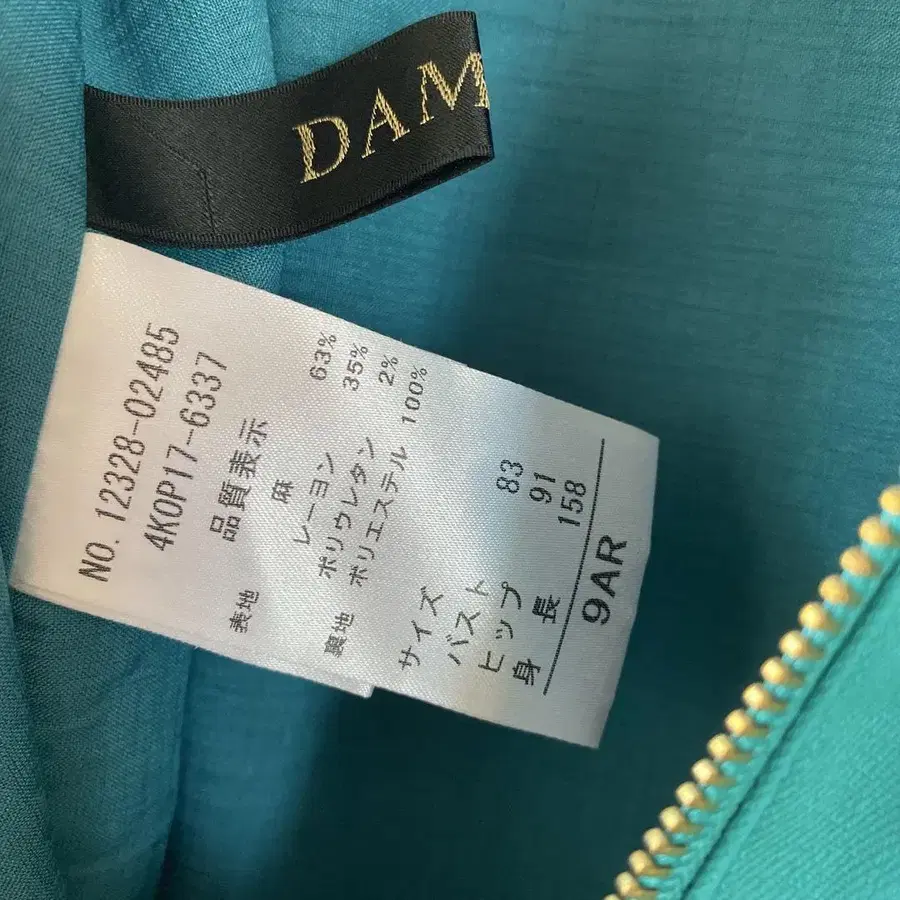 DAM
NO. 12328-02485
4KOP17-6337
品質表示
表地 麻 63%
レーヨン 35%
ポリウレタン 2%
裏地 ポリエステル 100%
サイズ
バスト 83
ヒップ 91
身長 158
9AR